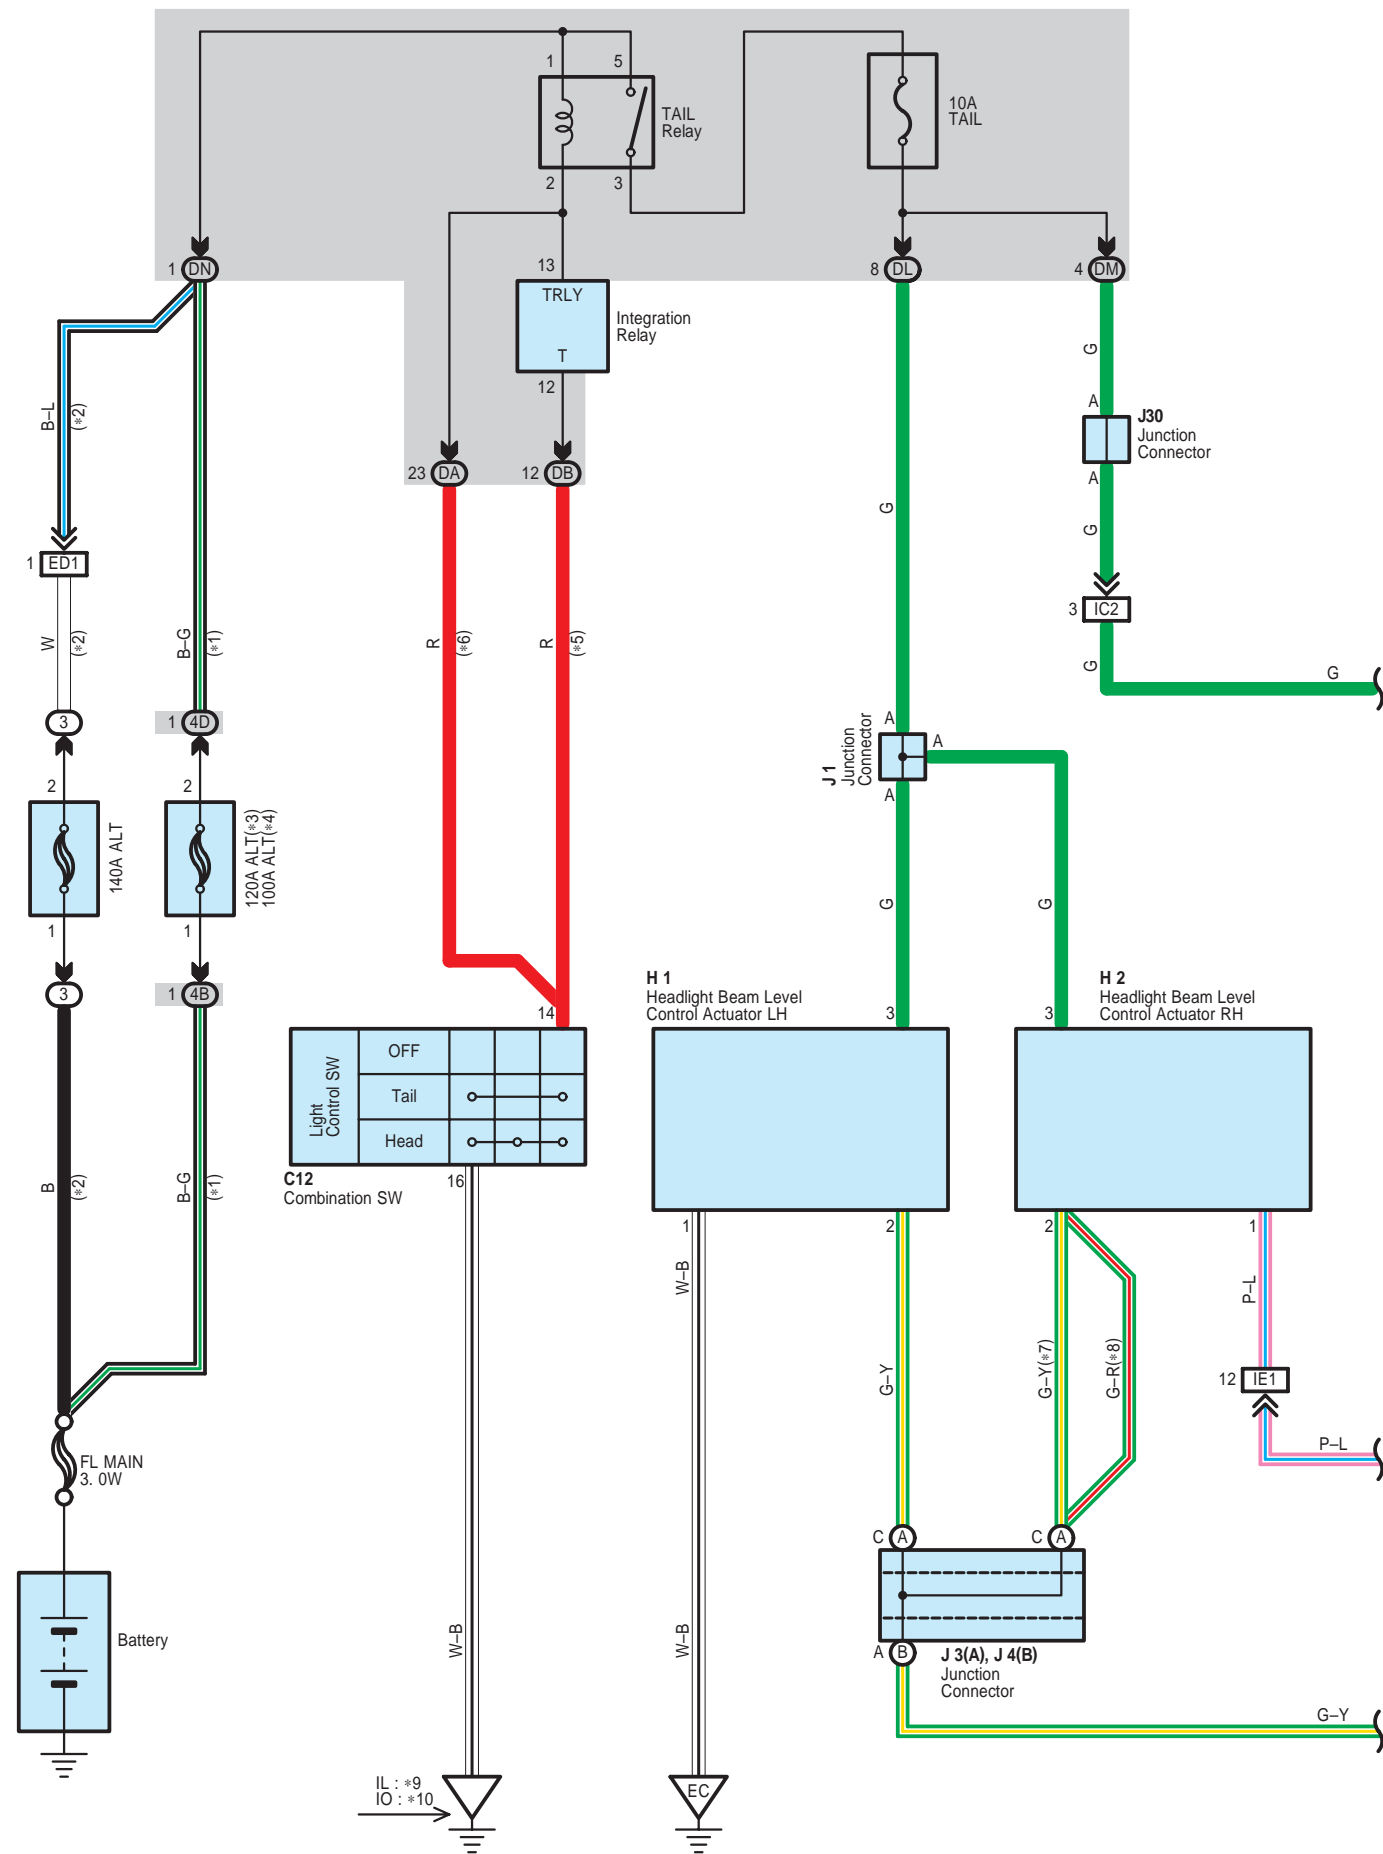 1
5
TAIL
Relay
2
3
10A
TAIL
1 DN
13
TRLY
T
Integration
Relay
12
8 DL
4 DM
B–L
(*2)
G
A
J30
Junction
Connector
A
G
23 DA
12 DB
G
1 ED1
3 IC2
W
(*2)
B–G
(*1)
R
(*6)
R
(*5)
G
G
3
1 4D
A
A
J 1
Junction
Connector
A
2
2
140A ALT
120A ALT(*3)
100A ALT(*4)
1
1
G
G
3
1 4B
H 1
Headlight Beam Level
Control Actuator LH
H 2
Headlight Beam Level
Control Actuator RH
14
3
3
Light
Control SW
OFF
Tail
Head
C12
Combination SW
16
B
(*2)
B–G
(*1)
1
2
2
1
W–B
P–L
G–Y
G–Y(*7)
G–R(*8)
12 IE1
P–L
FL MAIN
3. 0W
C A
C A
Battery
W–B
W–B
A B
J 3(A), J 4(B)
Junction
Connector
G–Y
IL : *9
IO : *10
EC